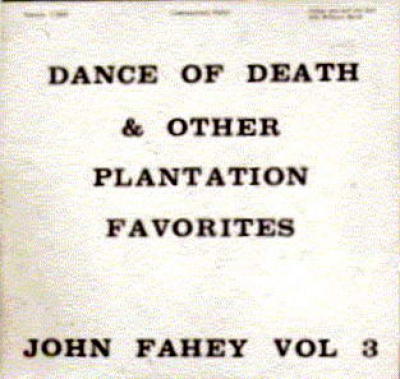 DANCE OF DEATH
& OTHER
PLANTATION
FAVORITES
JOHN FAHEY VOL 3